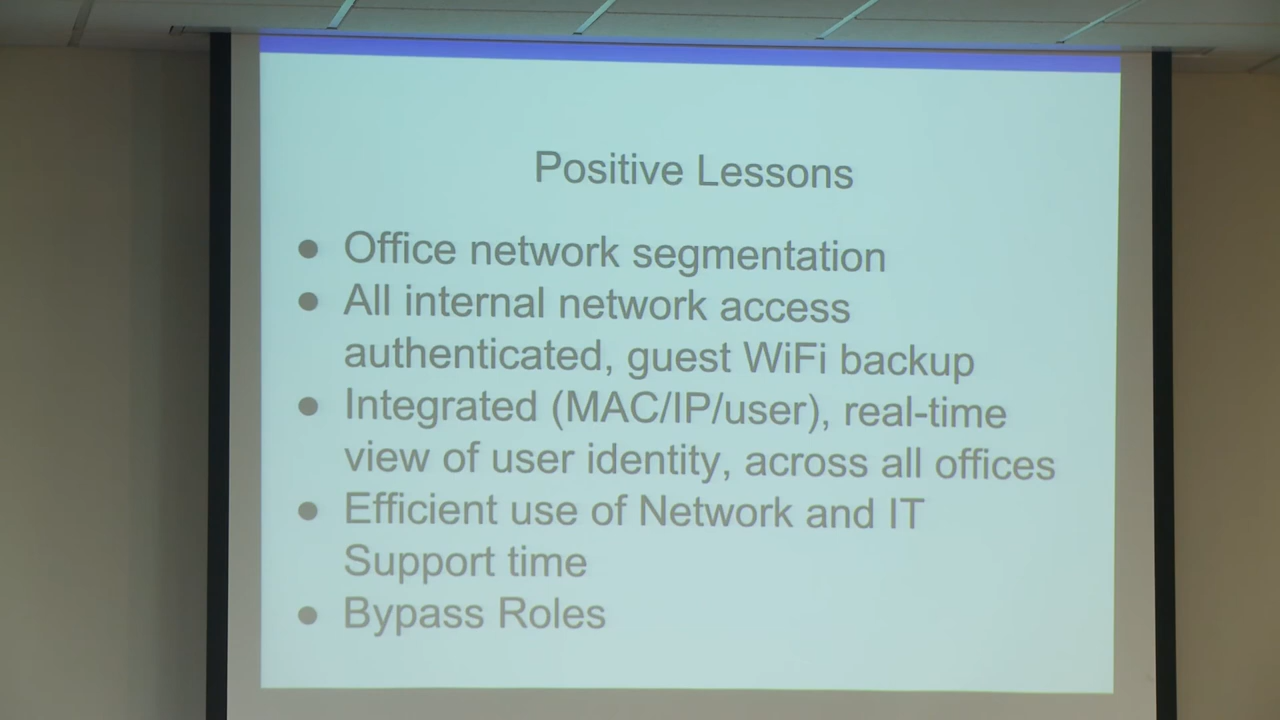 Positive Lessons
● Office network segmentation
● All internal network access
authenticated, guest WiFi backup
● Integrated (MAC/IP/user), real-time
view of user identity, across all offices
● Efficient use of Network and IT
Support time
● Bypass Roles